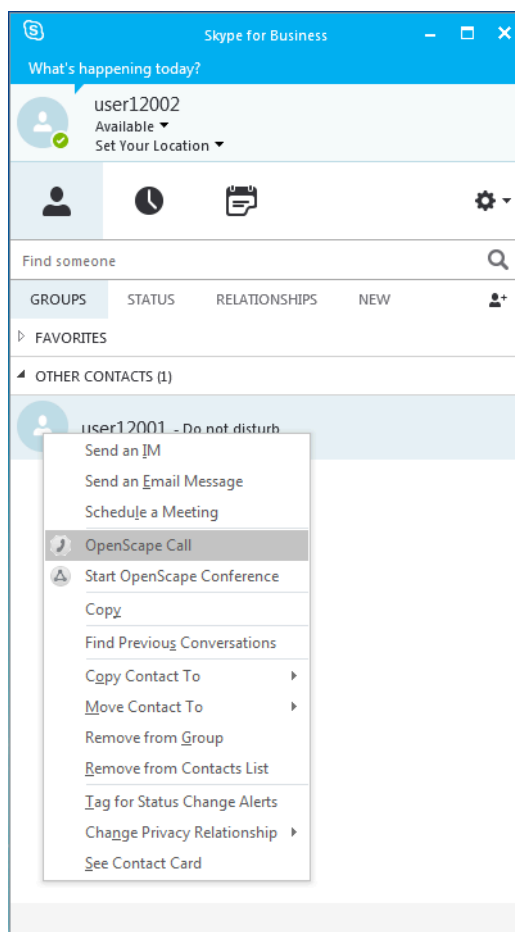 Skype for Business
What's happening today?
user12002
Available
Set Your Location
Find someone
GROUPS STATUS RELATIONSHIPS NEW
FAVORITES
OTHER CONTACTS (1)
user12001 - Do not disturb
Send an IM
Send an Email Message
Schedule a Meeting
OpenScape Call
Start OpenScape Conference
Copy
Find Previous Conversations
Copy Contact To
Move Contact To
Remove from Group
Remove from Contacts List
Tag for Status Change Alerts
Change Privacy Relationship
See Contact Card